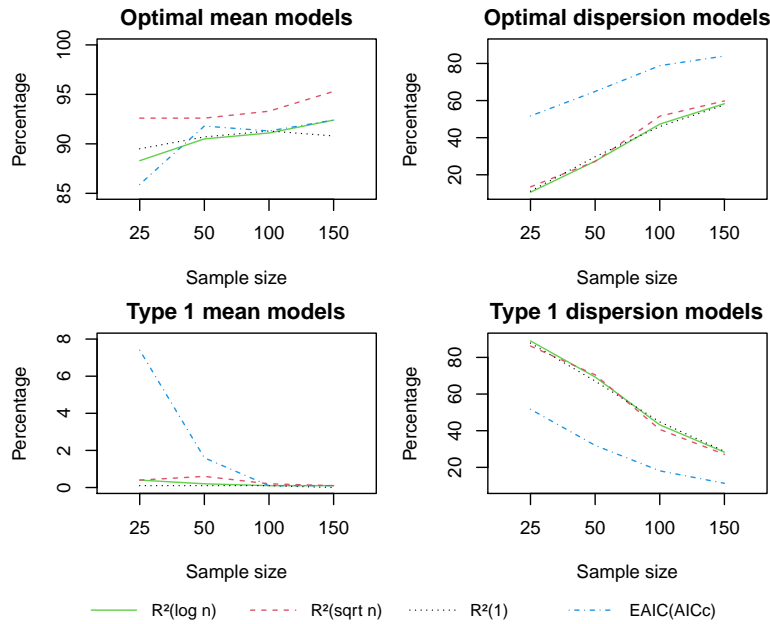 Optimal mean models
Percentage
100
95
90
85
25 50 100 150
Sample size
Optimal dispersion models
Percentage
80
60
40
20
25 50 100 150
Sample size
Type 1 mean models
Percentage
8
6
4
2
0
25 50 100 150
Sample size
Type 1 dispersion models
Percentage
80
60
40
20
25 50 100 150
Sample size
R²(log n) R²(sqrt n) R²(1) EAIC(AICc)